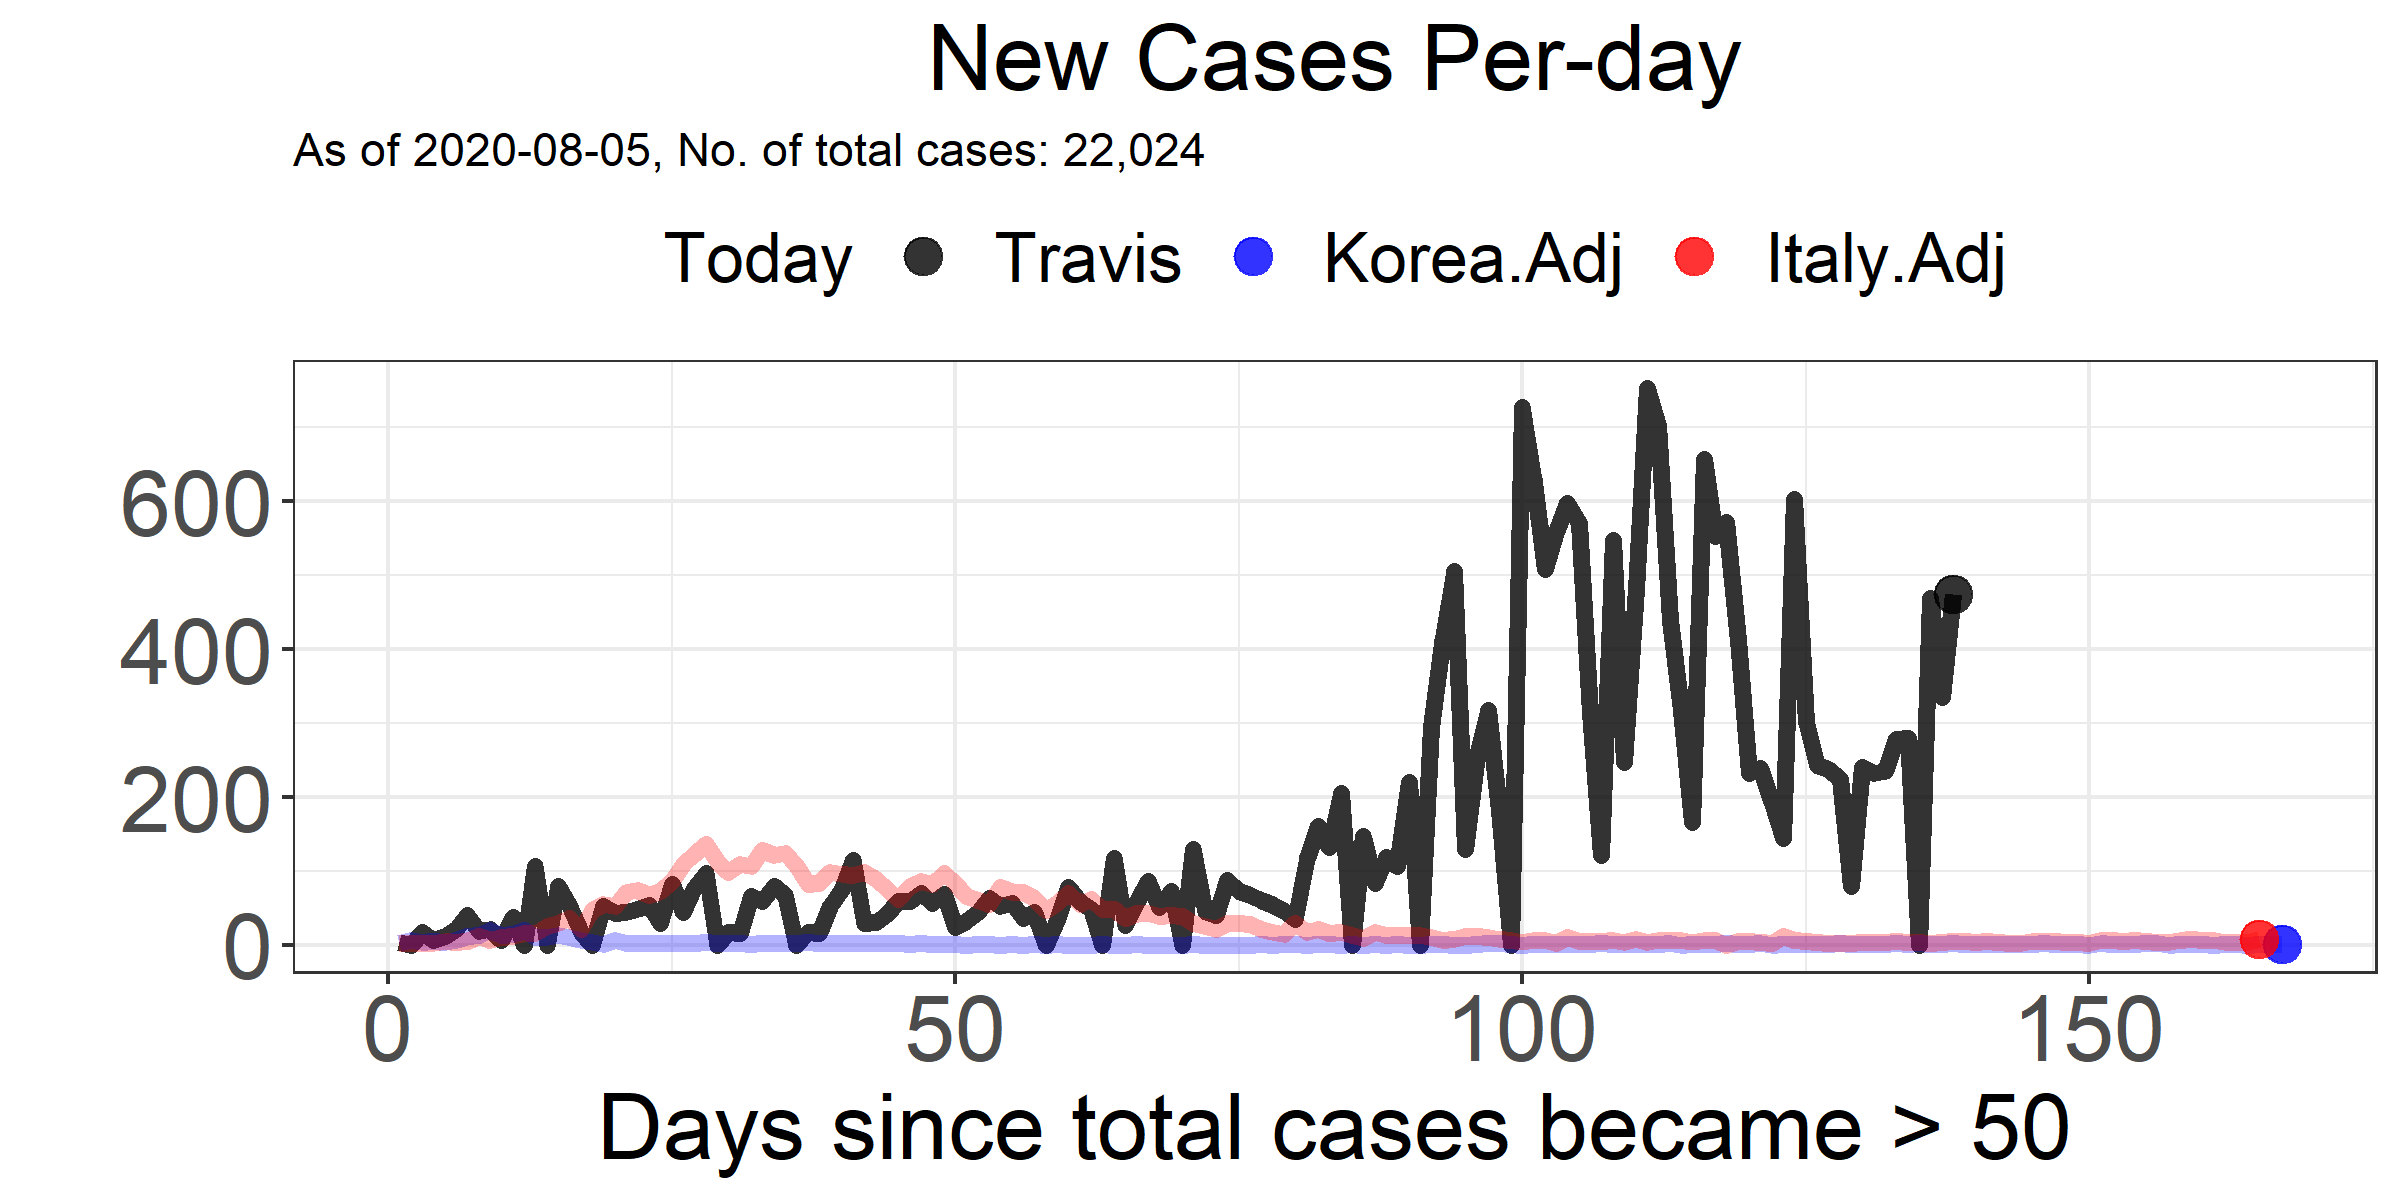 New Cases Per-day
As of 2020-08-05, No. of total cases: 22,024
Today Travis Korea.Adj Italy.Adj
600
400
200
0
0 50 100 150
Days since total cases became > 50